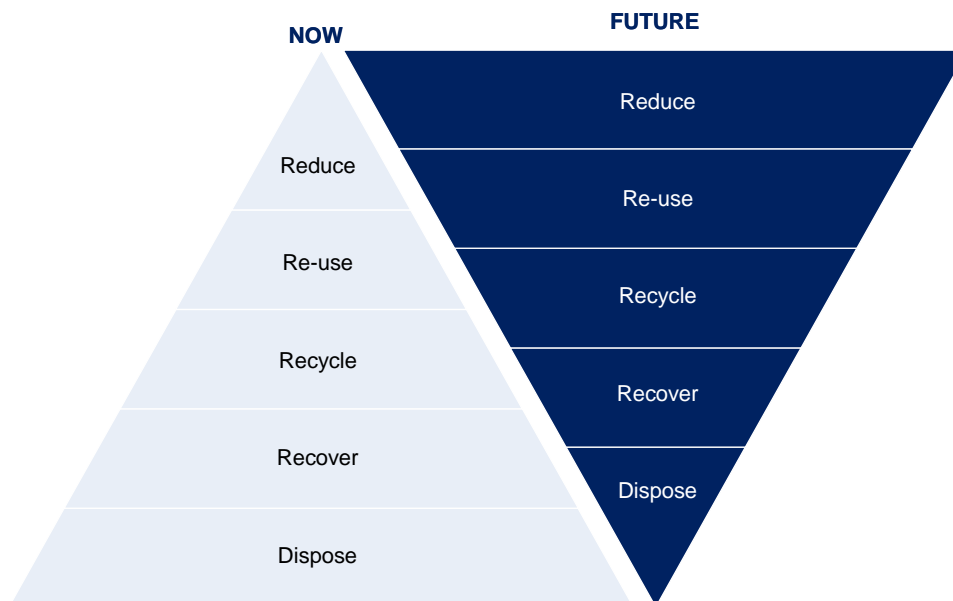 NOW
Reduce
Re-use
Recycle
Recover
Dispose
FUTURE
Reduce
Re-use
Recycle
Recover
Dispose